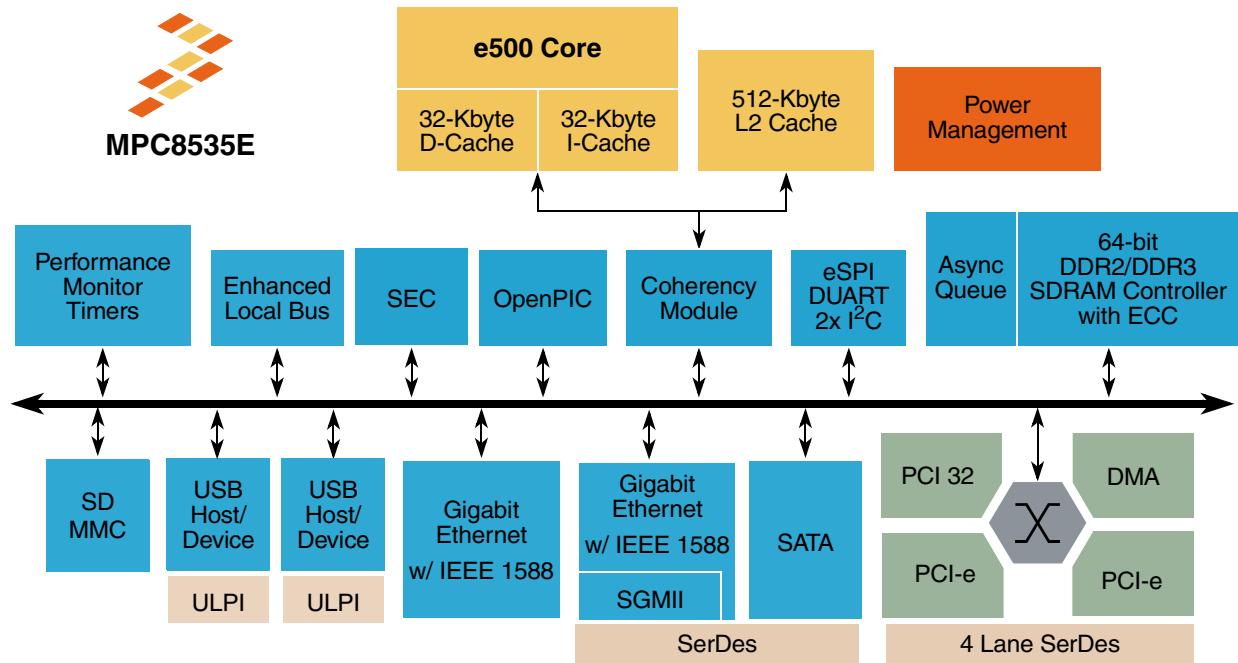 MPC8535E
e500 Core
32-Kbyte
D-Cache
32-Kbyte
I-Cache
512-Kbyte
L2 Cache
Power
Management
Performance
Monitor
Timers
Enhanced
Local Bus
SEC
OpenPIC
Coherency
Module
eSPI
DUART
2x I²C
Async
Queue
64-bit
DDR2/DDR3
SDRAM Controller
with ECC
SD
MMC
USB
Host/
Device
ULPI
USB
Host/
Device
ULPI
Gigabit
Ethernet
w/ IEEE 1588
Gigabit
Ethernet
w/ IEEE 1588
SGMII
SATA
SerDes
PCI 32
DMA
PCI-e
PCI-e
4 Lane SerDes